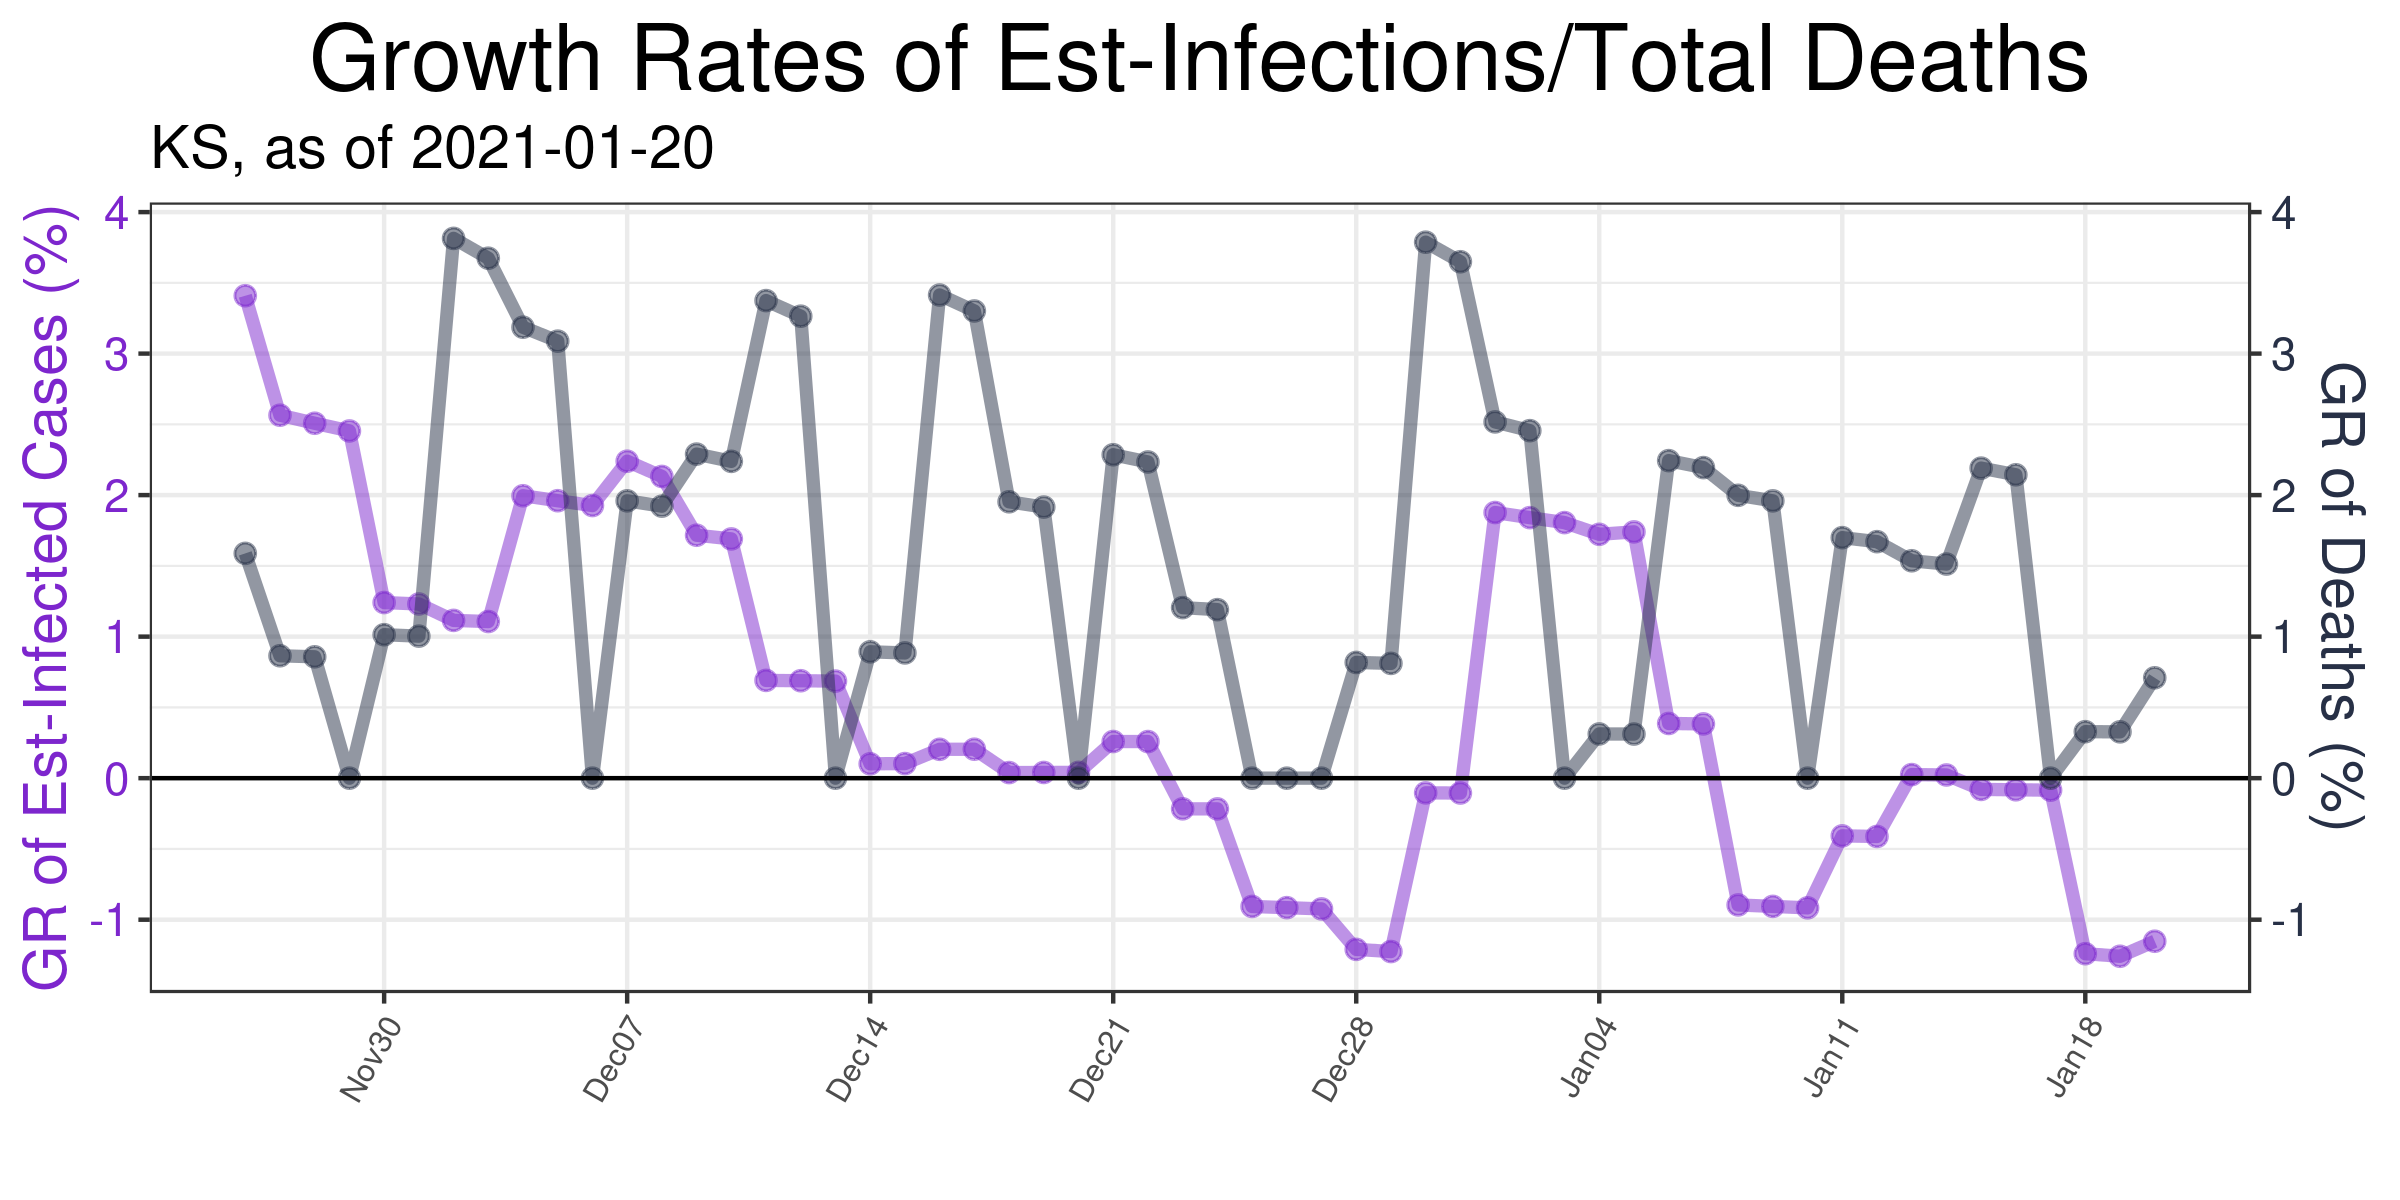 Growth Rates of Est-Infections/Total Deaths
KS, as of 2021-01-20
GR of Est-Infected Cases (%)
4
3
2
1
0
-1
4
3
2
1
0
-1
GR of Deaths (%)
Nov30
Dec07
Dec14
Dec21
Dec28
Jan04
Jan11
Jan18